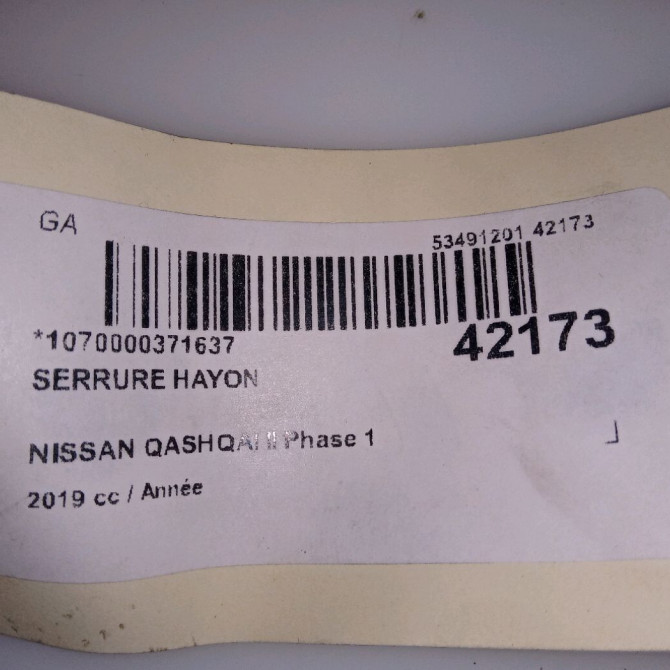 GA
53491201 42173
*1070000371637
42173
SERRURE HAYON
NISSAN QASHQAI II Phase 1
2019 cc / Année